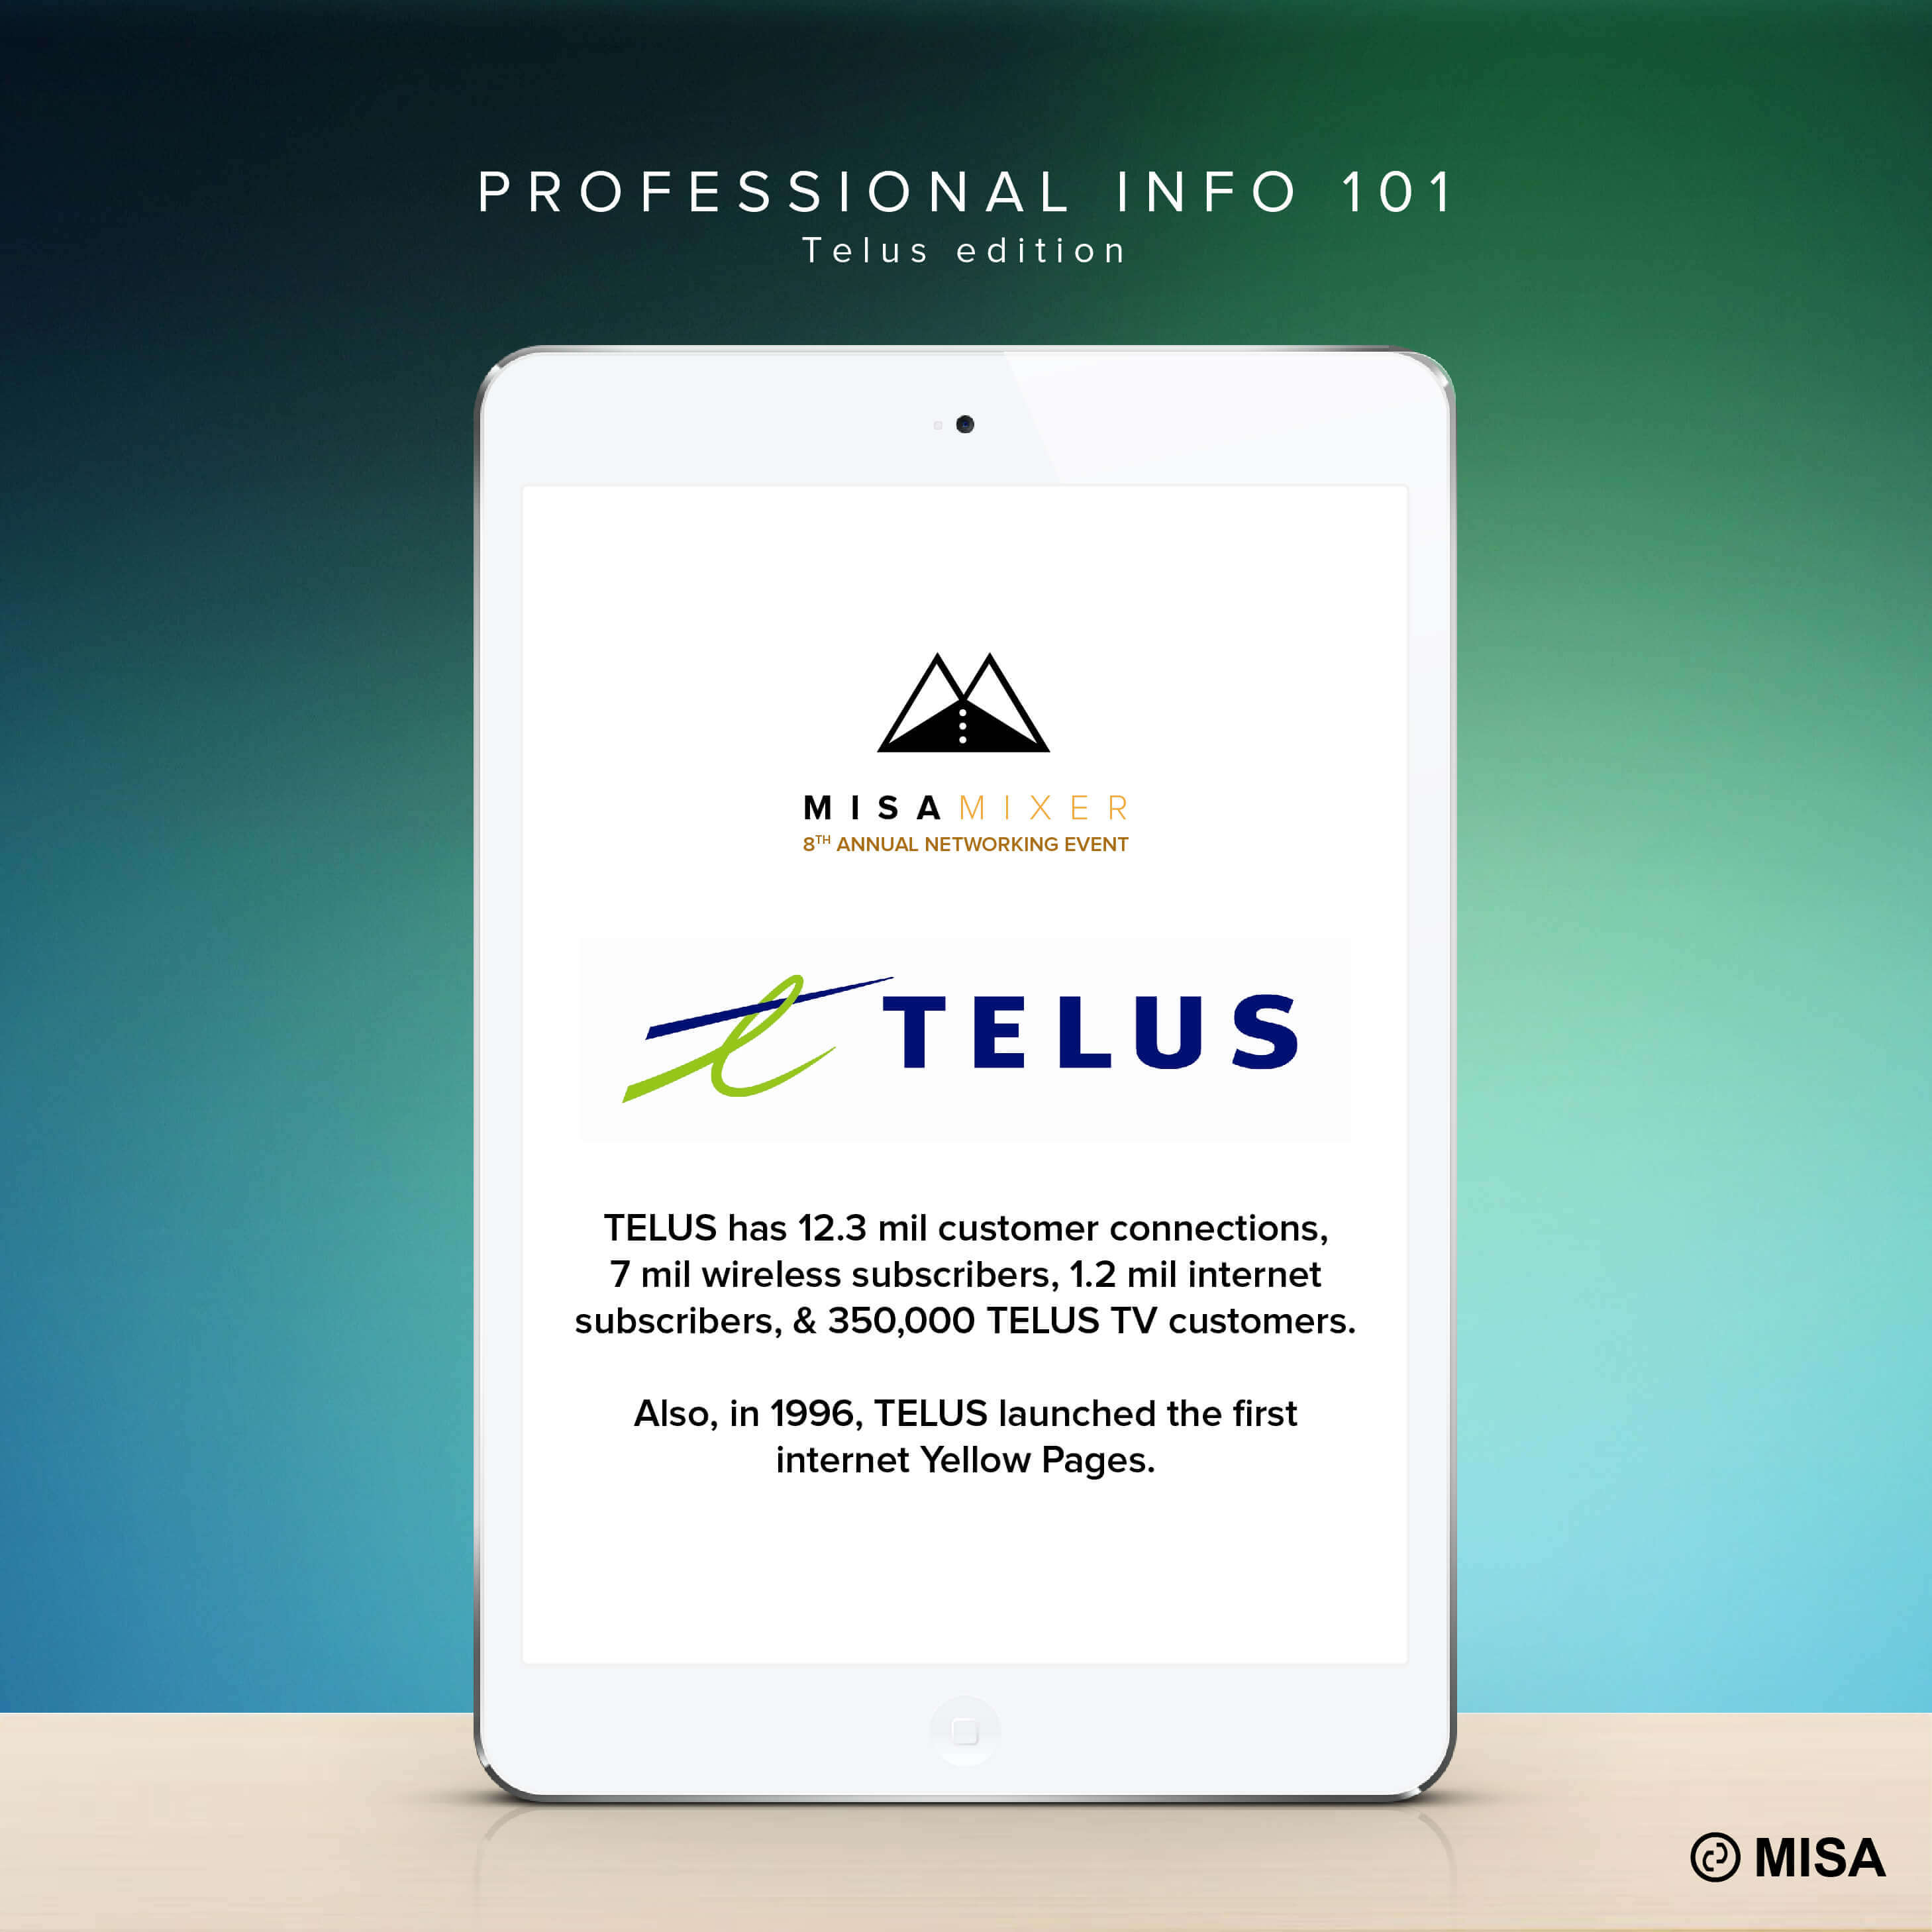 PROFESSIONAL INFO 101
Telus edition
MISAMIXER
8TH ANNUAL NETWORKING EVENT
TELUS
TELUS has 12.3 mil customer connections,
7 mil wireless subscribers, 1.2 mil internet
subscribers, & 350,000 TELUS TV customers.
Also, in 1996, TELUS launched the first
internet Yellow Pages.
MISA